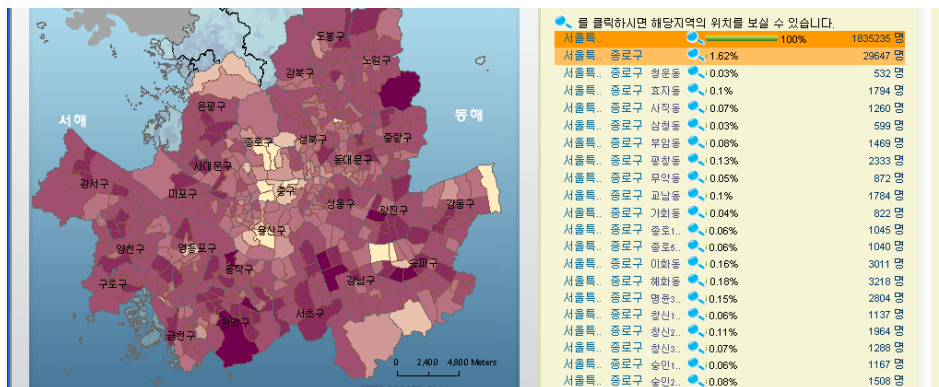 도봉구
노원구
강북구
은평구
서해
동해
종로구
성북구
중랑구
서대문구
동대문구
강서구
마포구
중구
성동구
광진구
강동구
용산구
양천구
영등포구
동작구
송파구
강남구
구로구
서초구
관악구
금천구
0 2,400 4,800 Meters
를 클릭하시면 해당지역의 위치를 보실 수 있습니다.
서울특.. 100% 1835235 명
서울특.. 종로구 1.62% 29647 명
서울특.. 종로구 청운동 0.03% 532 명
서울특.. 종로구 효자동 0.1% 1794 명
서울특.. 종로구 사직동 0.07% 1260 명
서울특.. 종로구 삼청동 0.03% 599 명
서울특.. 종로구 부암동 0.08% 1469 명
서울특.. 종로구 평창동 0.13% 2333 명
서울특.. 종로구 무악동 0.05% 872 명
서울특.. 종로구 교남동 0.1% 1784 명
서울특.. 종로구 가회동 0.04% 822 명
서울특.. 종로구 종로1.. 0.06% 1045 명
서울특.. 종로구 종로5.. 0.06% 1040 명
서울특.. 종로구 이화동 0.16% 3011 명
서울특.. 종로구 혜화동 0.18% 3218 명
서울특.. 종로구 명륜3.. 0.15% 2804 명
서울특.. 종로구 창신1.. 0.06% 1137 명
서울특.. 종로구 창신2.. 0.11% 1964 명
서울특.. 종로구 창신3.. 0.07% 1288 명
서울특.. 종로구 숭인1.. 0.06% 1167 명
서울특.. 종로구 숭인2.. 0.08% 1508 명